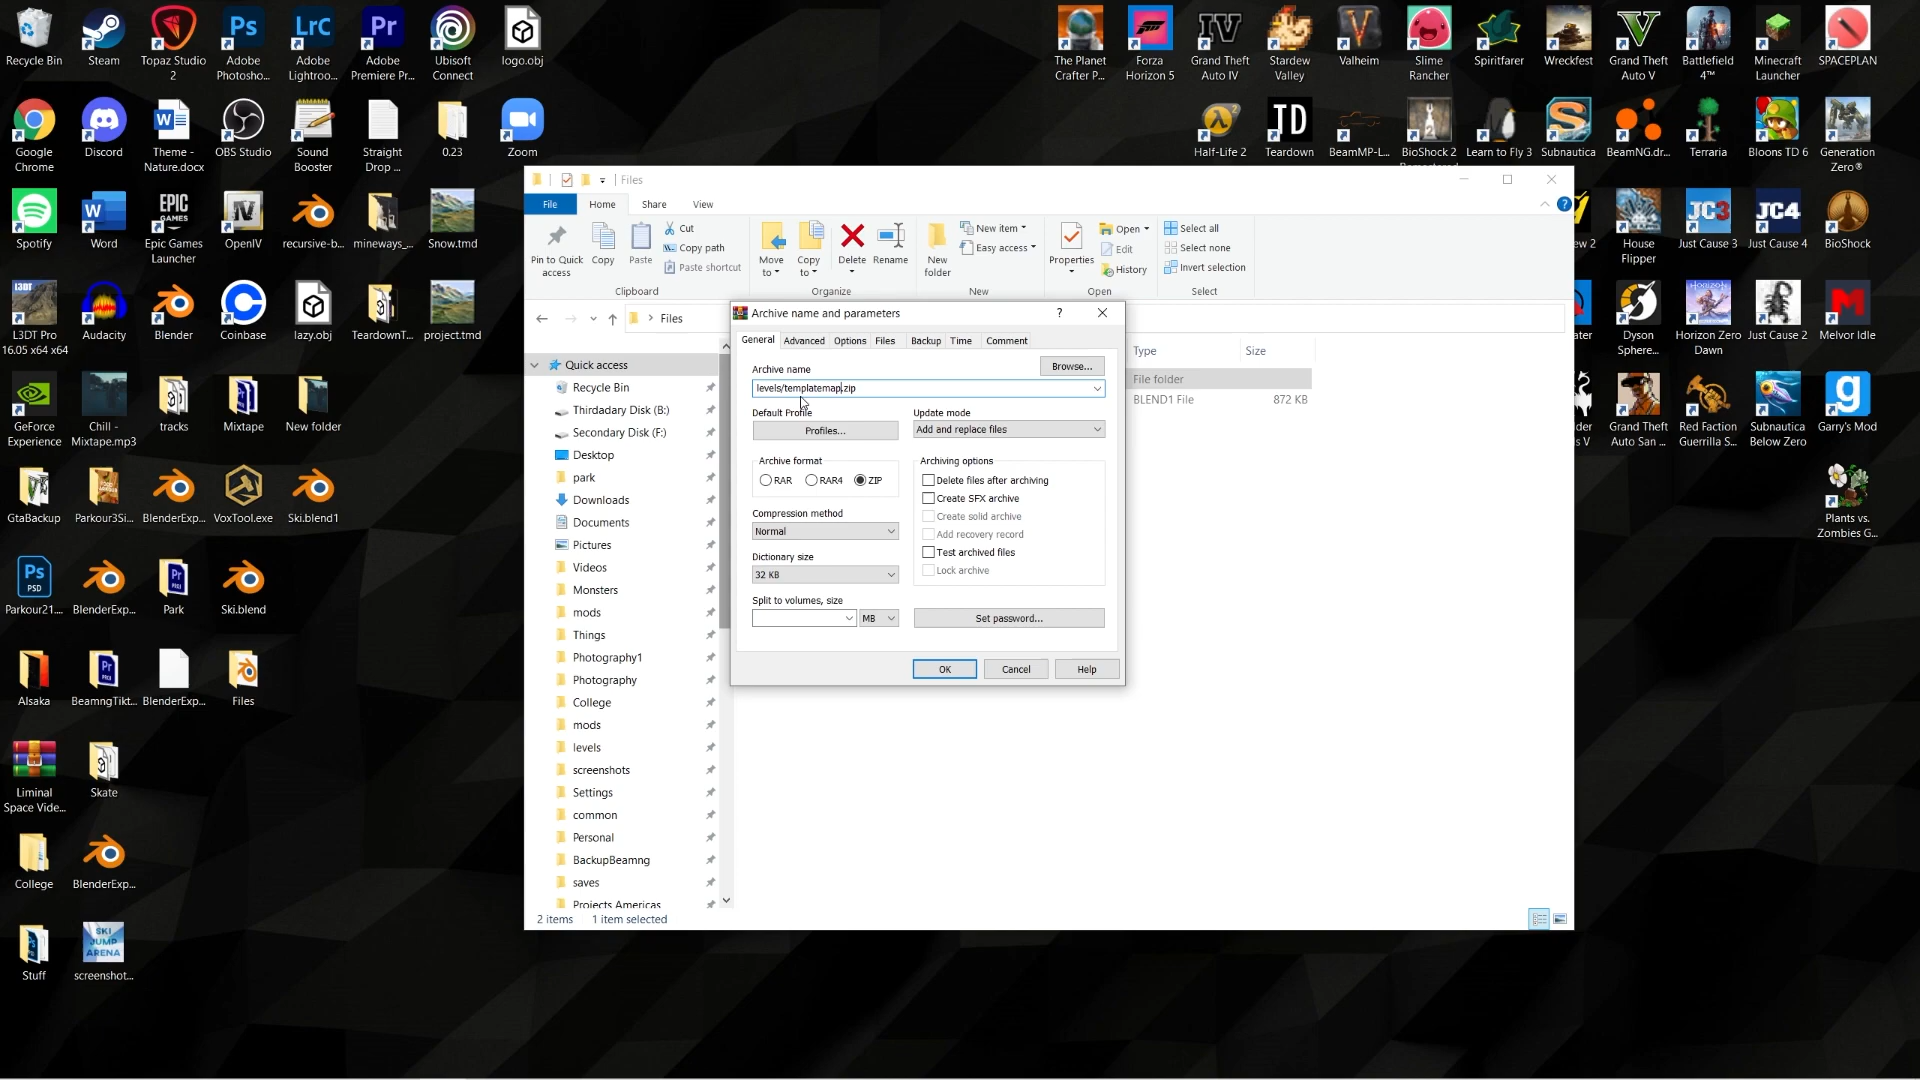 Recycle Bin
Steam
Topaz Studio
2
Adobe
Photosho...
Adobe
Lightroo...
Adobe
Premiere Pr...
Ubisoft
Connect
logo.obj
The Planet
Crafter P...
Forza
Horizon 5
Grand Theft
Auto IV
Stardew
Valley
Valheim
Slime
Rancher
Spiritfarer
Wreckfest
Grand Theft
Auto V
Battlefield
4™
Minecraft
Launcher
SPACEPLAN
Google
Chrome
Discord
Theme -
Nature.docx
OBS Studio
Sound
Booster
Straight
Drop ...
0.23
Zoom
Half-Life 2
Teardown
BeamMP-L...
BioShock 2
Learn to Fly 3
Subnautica
BeamNG.dr...
Terraria
Bloons TD 6
Generation
Zero®
Spotify
Word
Epic Games
Launcher
OpenIV
recursive-b...
mineways_...
Snow.tmd
ew 2
House
Flipper
Just Cause 3
Just Cause 4
BioShock
L3DT Pro
16.05 x64 x64
Audacity
Blender
Coinbase
lazy.obj
TeardownT...
project.tmd
ater
Dyson
Sphere...
Horizon Zero
Dawn
Just Cause 2
Melvor Idle
GeForce
Experience
Chill -
Mixtape.mp3
tracks
Mixtape
New folder
der
s V
Grand Theft
Auto San ...
Red Faction
Guerrilla S...
Subnautica
Below Zero
Garry's Mod
GtaBackup
Parkour3Si...
BlenderExp...
VoxTool.exe
Ski.blend1
Plants vs.
Zombies G...
Parkour21....
BlenderExp...
Park
Ski.blend
Alsaka
BeamngTikt...
BlenderExp...
Files
Liminal
Space Vide...
Skate
College
BlenderExp...
Stuff
SKI
JUMP
ARENA
screenshot...
Files
File Home Share View
Pin to Quick
access
Copy
Paste
Cut
Copy path
Paste shortcut
Clipboard
Move
to
Copy
to
Delete
Rename
Organize
New
folder
New item
Easy access
New
Properties
Open
Edit
History
Open
Select all
Select none
Invert selection
Select
Files
Type Size
File folder
BLEND1 File 872 KB
Quick access
Recycle Bin
Thirdadary Disk (B:)
Secondary Disk (F:)
Desktop
park
Downloads
Documents
Pictures
Videos
Monsters
mods
Things
Photography1
Photography
College
mods
levels
screenshots
Settings
common
Personal
BackupBeamng
saves
Projects Americas
2 items 1 item selected
Archive name and parameters
General Advanced Options Files Backup Time Comment
Archive name
Browse...
levels/templatemap.zip
Default Profile
Profiles...
Update mode
Add and replace files
Archive format
RAR RAR4 ZIP
Compression method
Normal
Dictionary size
32 KB
Split to volumes, size
MB
Archiving options
Delete files after archiving
Create SFX archive
Create solid archive
Add recovery record
Test archived files
Lock archive
Set password...
OK Cancel Help